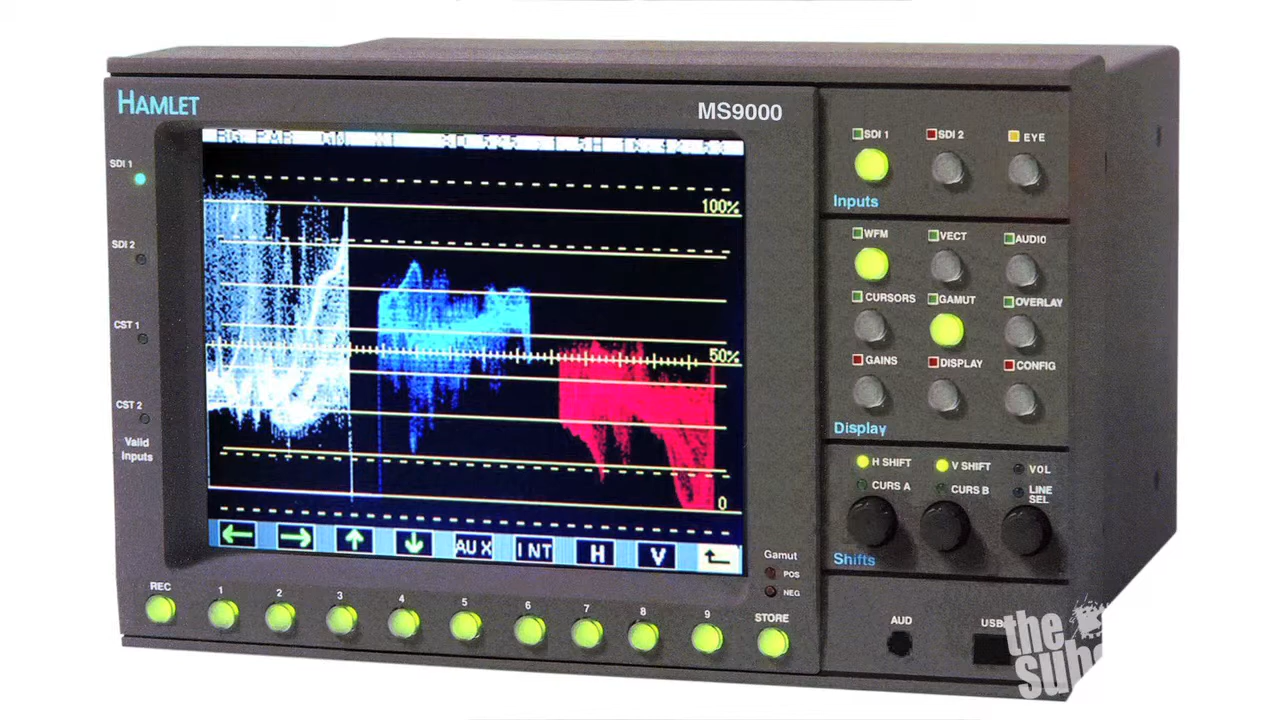 HAMLET
MS9000
SDI 1
SDI 2
CST 1
CST 2
Valid
Inputs
100%
50%
0
AUX
INT
H
V
REC
1
2
3
4
5
6
7
8
9
STORE
Gamut
POS
NEG
SDI 1
SDI 2
EYE
Inputs
WFM
VECT
AUDIO
CURSORS
GAMUT
OVERLAY
GAINS
DISPLAY
CONFIG
Display
H SHIFT
V SHIFT
VOL
CURS A
CURS B
LINE
SEL
Shifts
AUD
USB
the